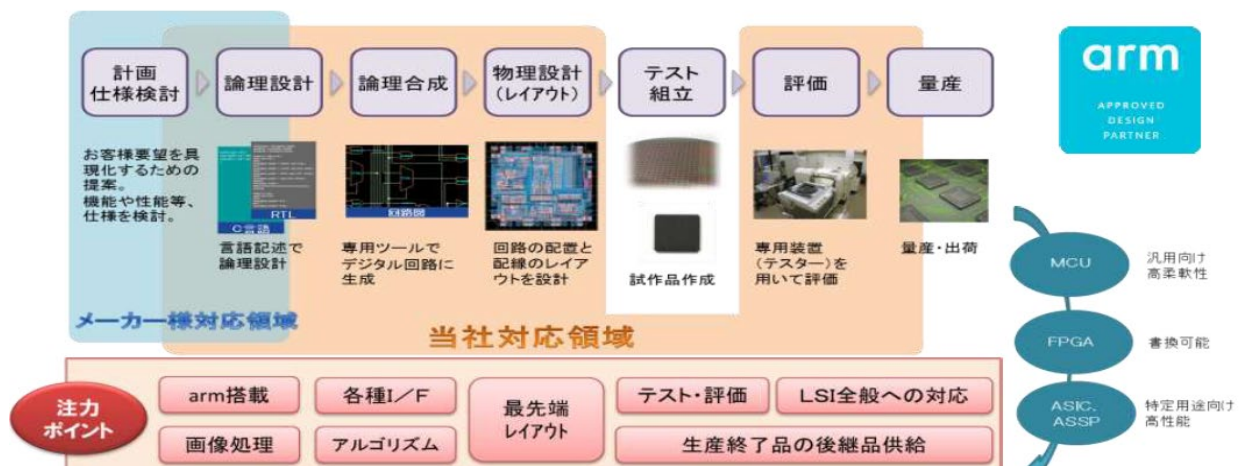 計画
仕様検討
論理設計
論理合成
物理設計
(レイアウト)
テスト
組立
評価
量産
arm
APPROVED
DESIGN
PARTNER
お客様要望を具
現化するための
提案。
機能や性能等、
仕様を検討。
RTL
C言語
回路図
言語記述で
論理設計
専用ツールで
デジタル回路に
生成
回路の配置と
配線のレイア
ウトを設計
試作品作成
専用装置
(テスター)を
用いて評価
量産・出荷
メーカー様対応領域
当社対応領域
MCU
汎用向け
高柔軟性
FPGA
書換可能
ASIC、
ASSP
特定用途向け
高性能
注力
ポイント
arm搭載
各種I/F
最先端
レイアウト
テスト・評価
LSI全般への対応
画像処理
アルゴリズム
生産終了品の後継品供給